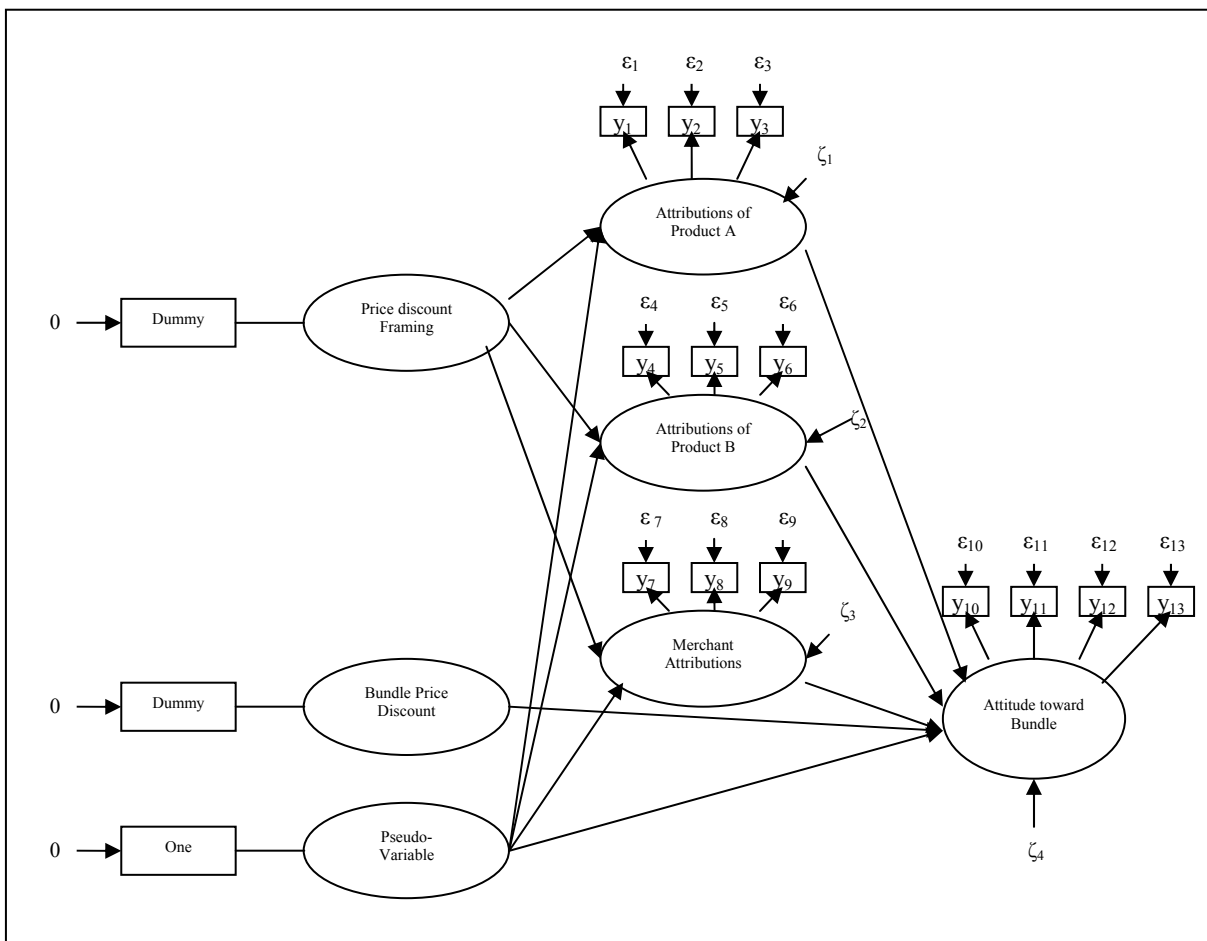 ε1 ε2 ε3
y1 y2 y3
ζ1
Attributions of
Product A
0
Dummy
Price discount
Framing
ε4 ε5 ε6
y4 y5 y6
Attributions of
Product B
ζ2
ε 7 ε8 ε9
y7 y8 y9
ζ3
Merchant
Attributions
ε10 ε11 ε12 ε13
y10 y11 y12 y13
0
Dummy
Bundle Price
Discount
Attitude toward
Bundle
0
One
Pseudo-
Variable
ζ4